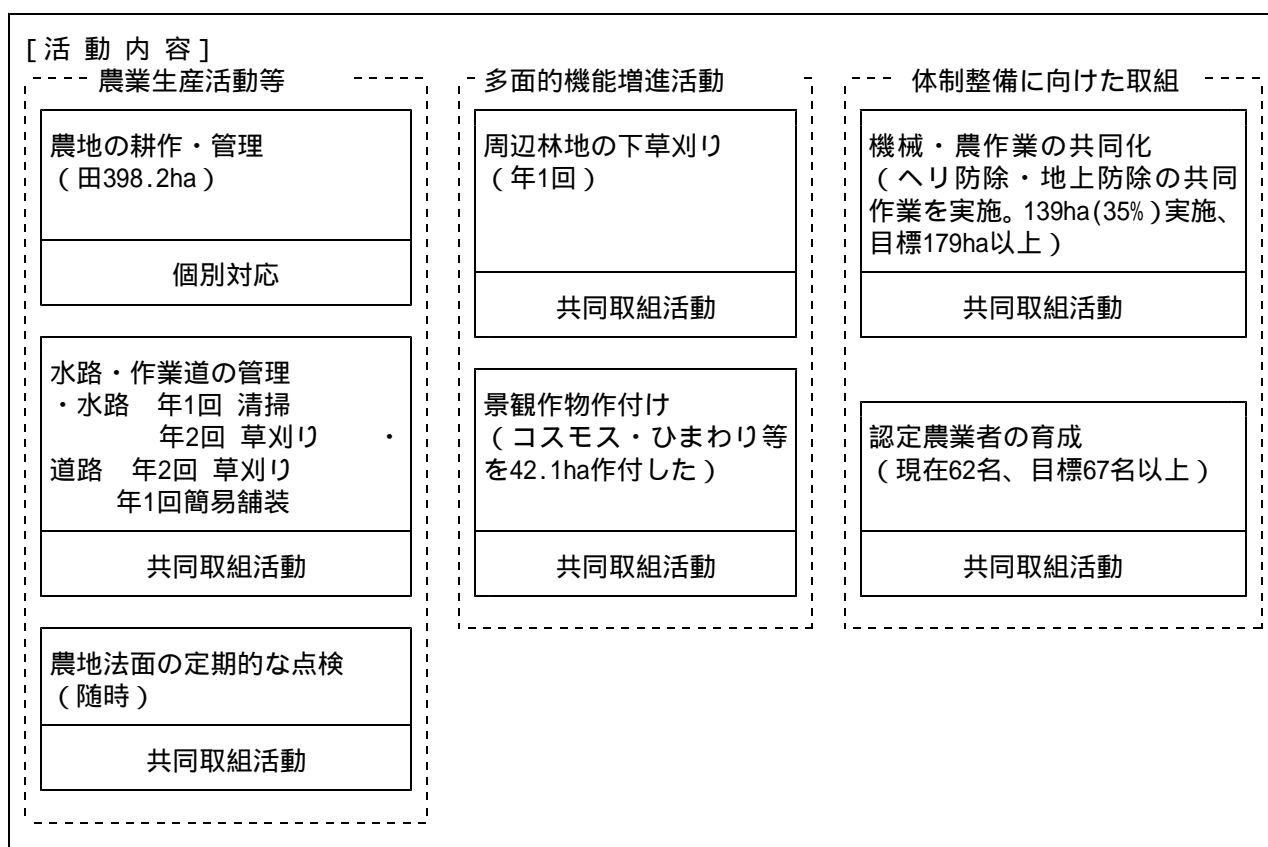 [活 動 内 容]
農業生産活動等
農地の耕作・管理
(田398.2ha)
個別対応
水路・作業道の管理
・水路 年1回 清掃
年2回 草刈り ・
道路 年2回 草刈り
年1回簡易舗装
共同取組活動
農地法面の定期的な点検
(随時)
共同取組活動
多面的機能増進活動
周辺林地の下草刈り
(年1回)
共同取組活動
景観作物作付け
(コスモス・ひまわり等
を42.1ha作付した)
共同取組活動
体制整備に向けた取組
機械・農作業の共同化
(ヘリ防除・地上防除の共同
作業を実施。139ha(35%)実施、
目標179ha以上)
共同取組活動
認定農業者の育成
(現在62名、目標67名以上)
共同取組活動